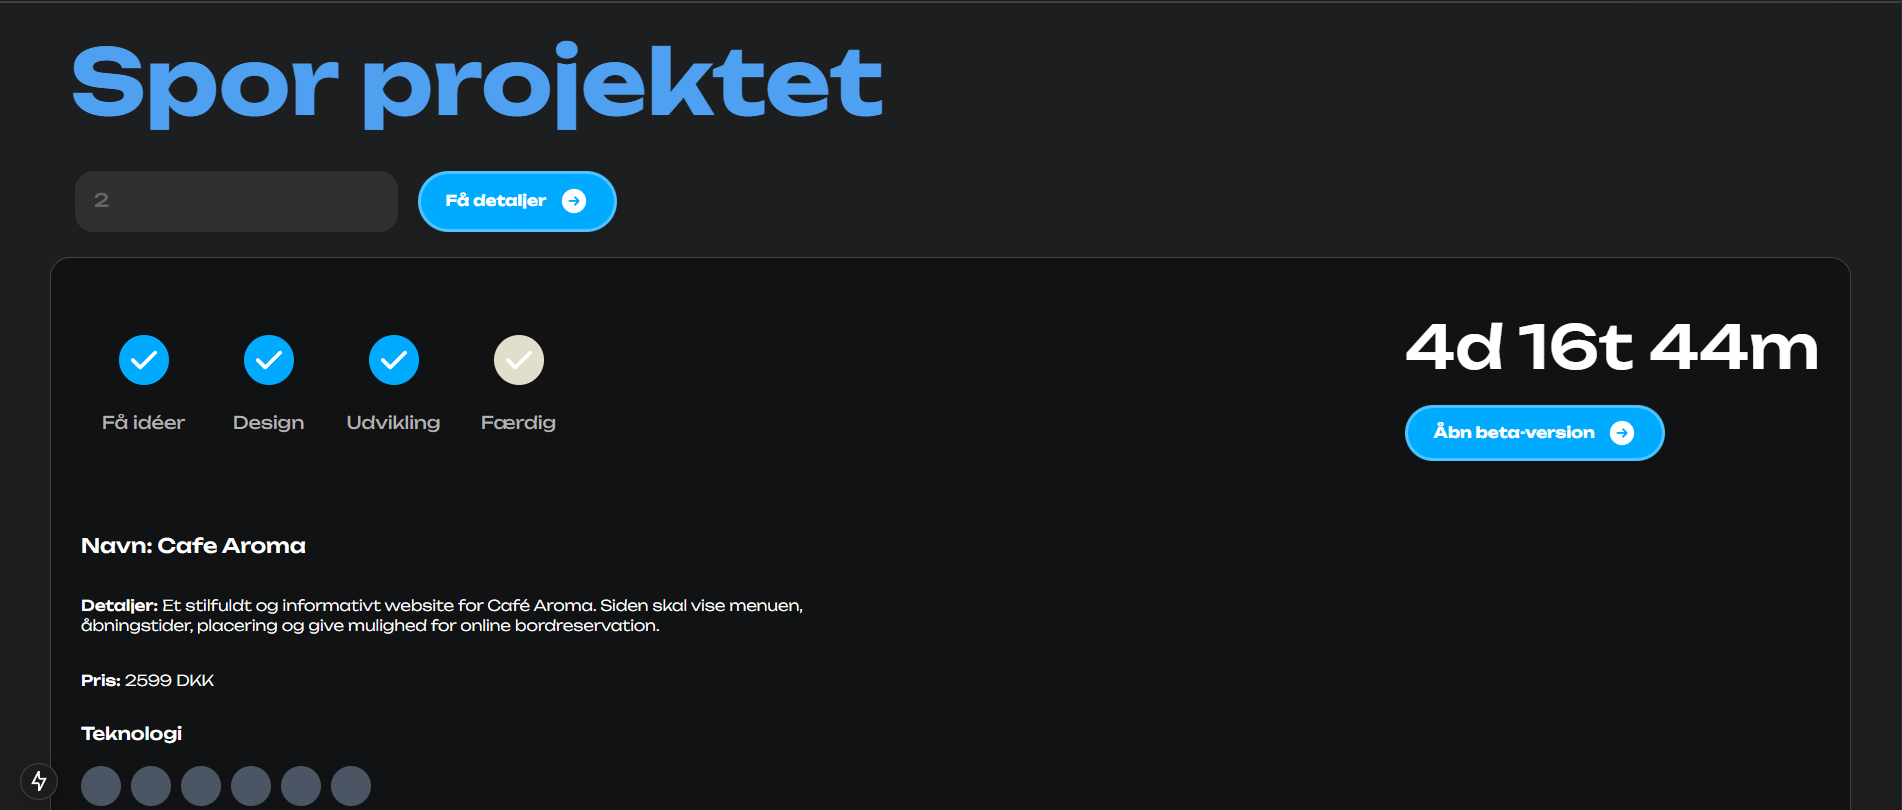 Spor projektet
2
Få detaljer
4d 16t 44m
Få idéer
Design
Udvikling
Færdig
Åbn beta-version
Navn: Cafe Aroma
Detaljer: Et stilfuldt og informativt website for Café Aroma. Siden skal vise menuen,
åbningstider, placering og give mulighed for online bordreservation.
Pris: 2599 DKK
Teknologi